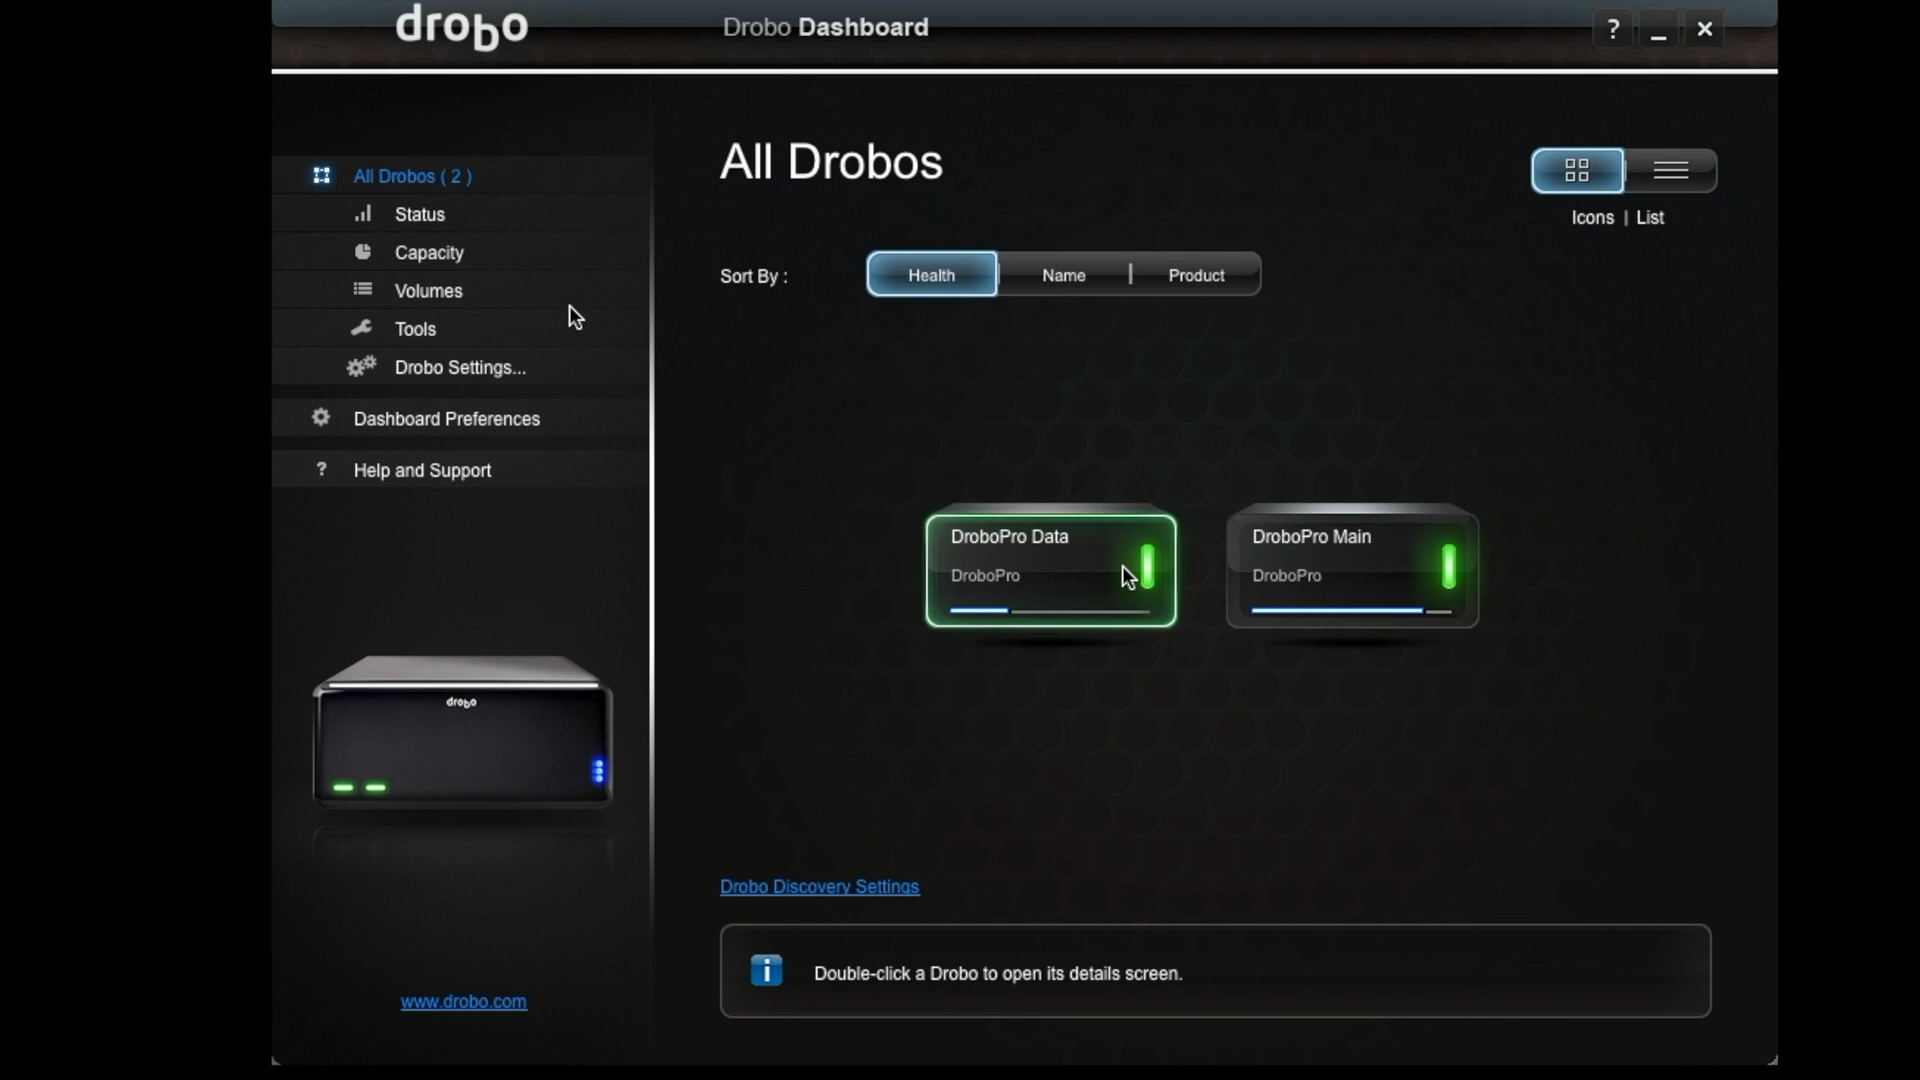 drobo
Drobo Dashboard
?
All Drobos ( 2 )
Status
Capacity
Volumes
Tools
Drobo Settings...
Dashboard Preferences
? Help and Support
drobo
www.drobo.com
All Drobos
Icons | List
Sort By :
Health
Name
Product
DroboPro Data
DroboPro
DroboPro Main
DroboPro
Drobo Discovery Settings
i Double-click a Drobo to open its details screen.